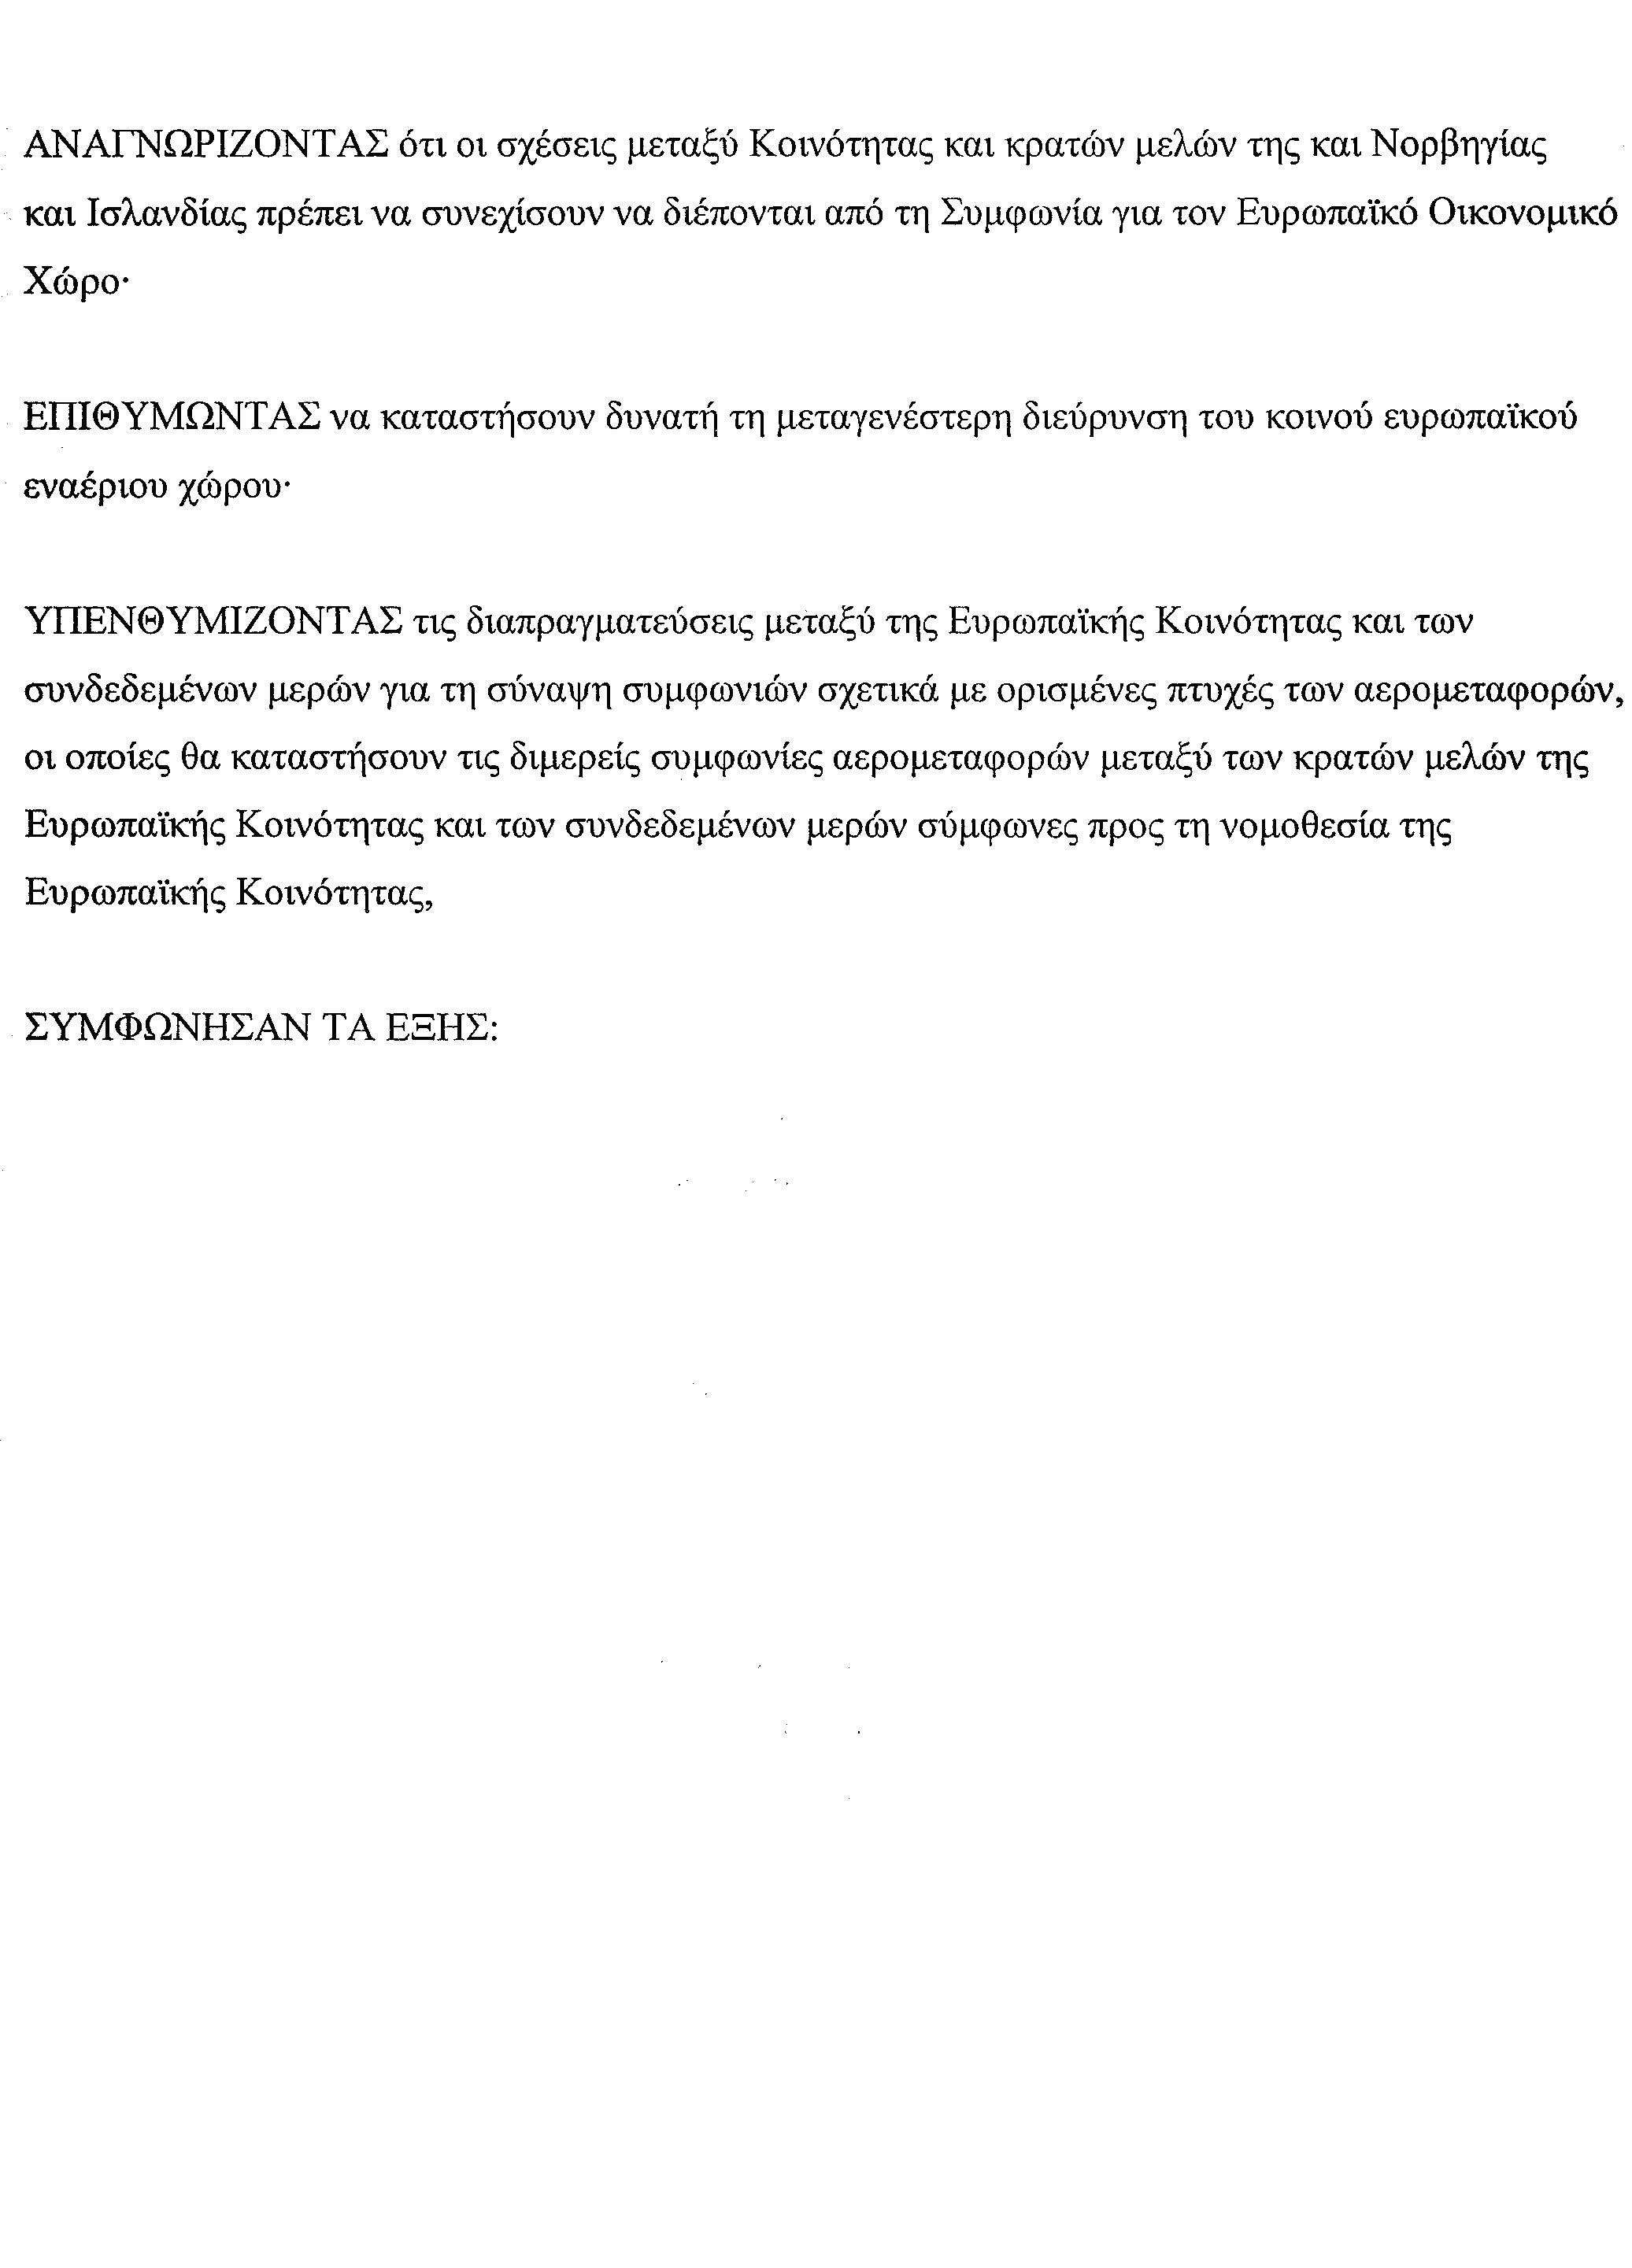 ΑΝΑΓΝΩΡΙΖΟΝΤΑΣ ότι οι σχέσεις μεταξύ Κοινότητας και κρατών μελών της και Νορβηγίας
και Ισλανδίας πρέπει να συνεχίσουν να διέπονται από τη Συμφωνία για τον Ευρωπαϊκό Οικονομικό
Χώρο·
ΕΠΙΘΥΜΩΝΤΑΣ να καταστήσουν δυνατή τη μεταγενέστερη διεύρυνση του κοινού ευρωπαϊκού
εναέριου χώρου·
ΥΠΕΝΘΥΜΙΖΟΝΤΑΣ τις διαπραγματεύσεις μεταξύ της Ευρωπαϊκής Κοινότητας και των
συνδεδεμένων μερών για τη σύναψη συμφωνιών σχετικά με ορισμένες πτυχές των αερομεταφορών,
οι οποίες θα καταστήσουν τις διμερείς συμφωνίες αερομεταφορών μεταξύ των κρατών μελών της
Ευρωπαϊκής Κοινότητας και των συνδεδεμένων μερών σύμφωνες προς τη νομοθεσία της
Ευρωπαϊκής Κοινότητας,
ΣΥΜΦΩΝΗΣΑΝ ΤΑ ΕΞΗΣ: